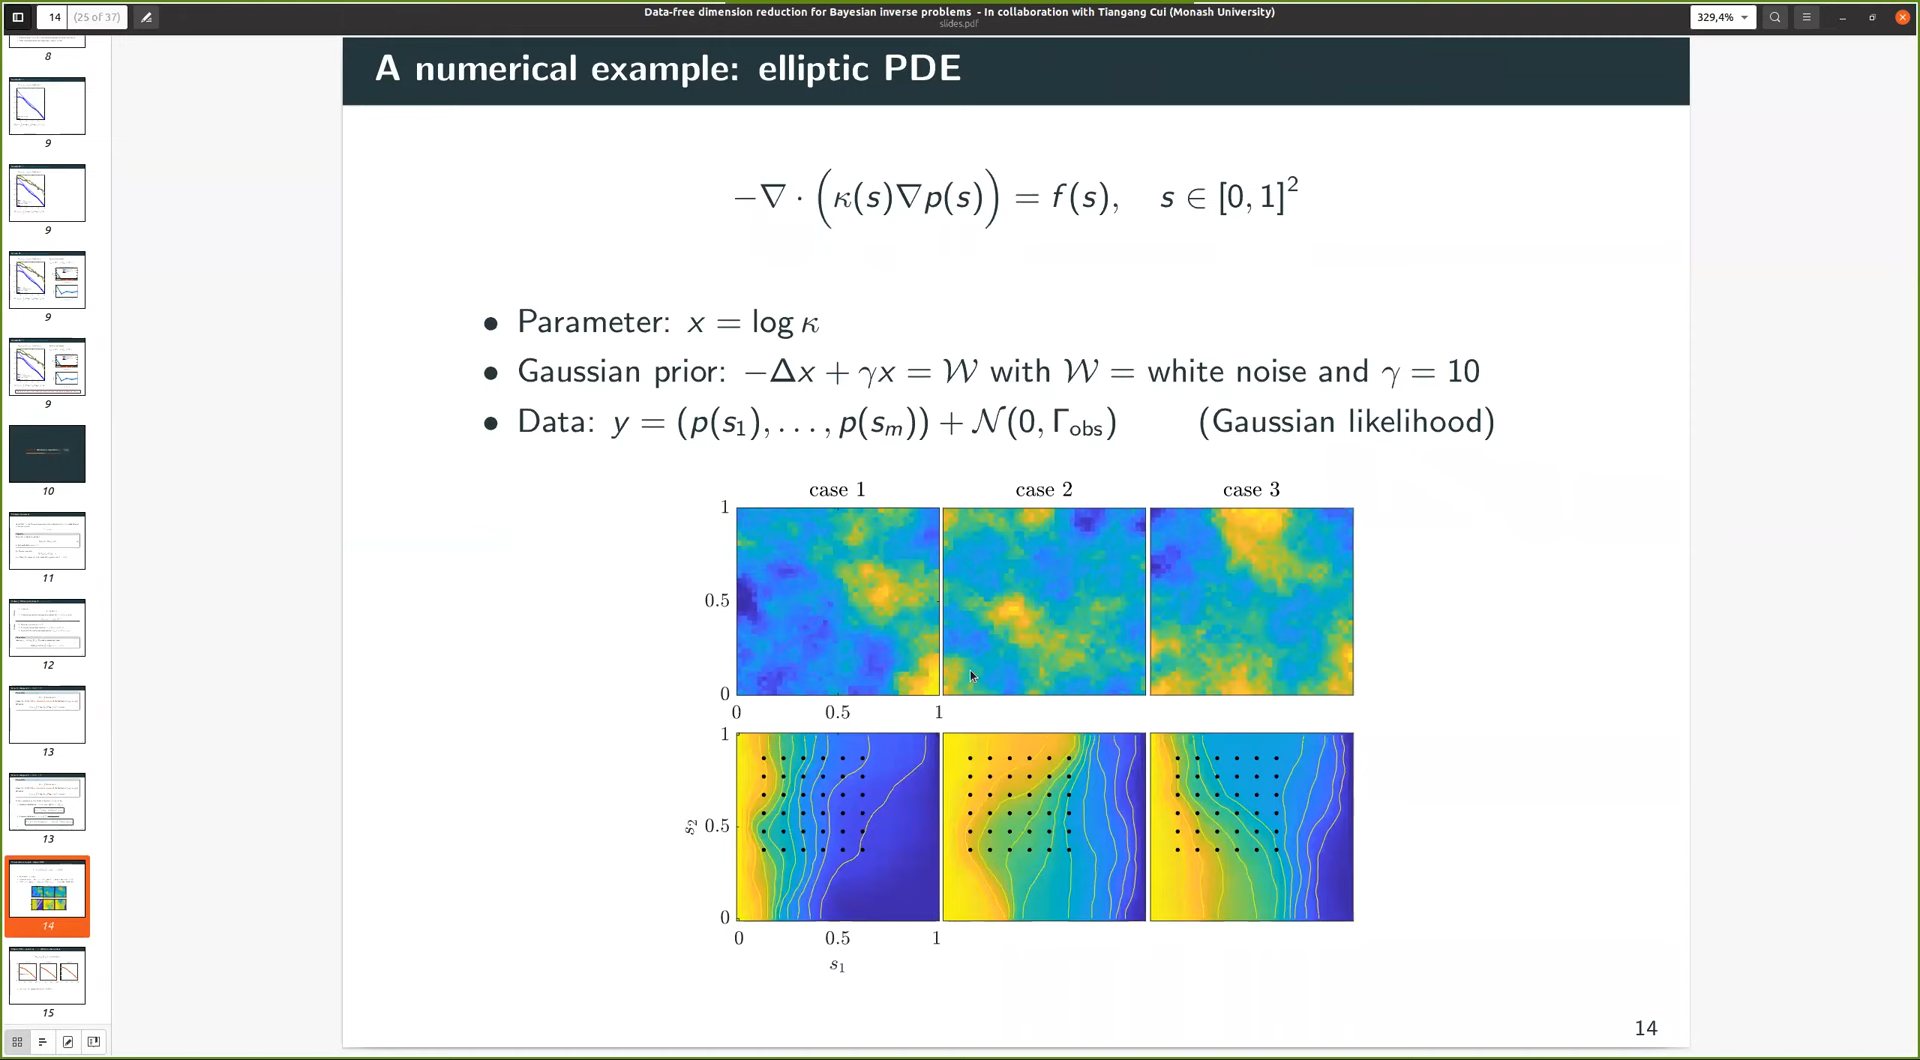 14 (25 of 37)
Data-free dimension reduction for Bayesian inverse problems - In collaboration with Tiangang Cui (Monash University)
slides.pdf
329,4%
8
9
9
9
9
10
11
12
13
13
14
15
A numerical example: elliptic PDE
−∇ · (κ(s)∇p(s)) = f(s), s ∈ [0, 1]²
• Parameter: x = log κ
• Gaussian prior: −Δx + γx = 𝒲 with 𝒲 = white noise and γ = 10
• Data: y = (p(s₁), . . . , p(sₘ)) + 𝒩(0, Γ_obs) (Gaussian likelihood)
case 1 case 2 case 3
1
0.5
0
0 0.5 1
1
s₂ 0.5
0
0 0.5 1
s₁
14